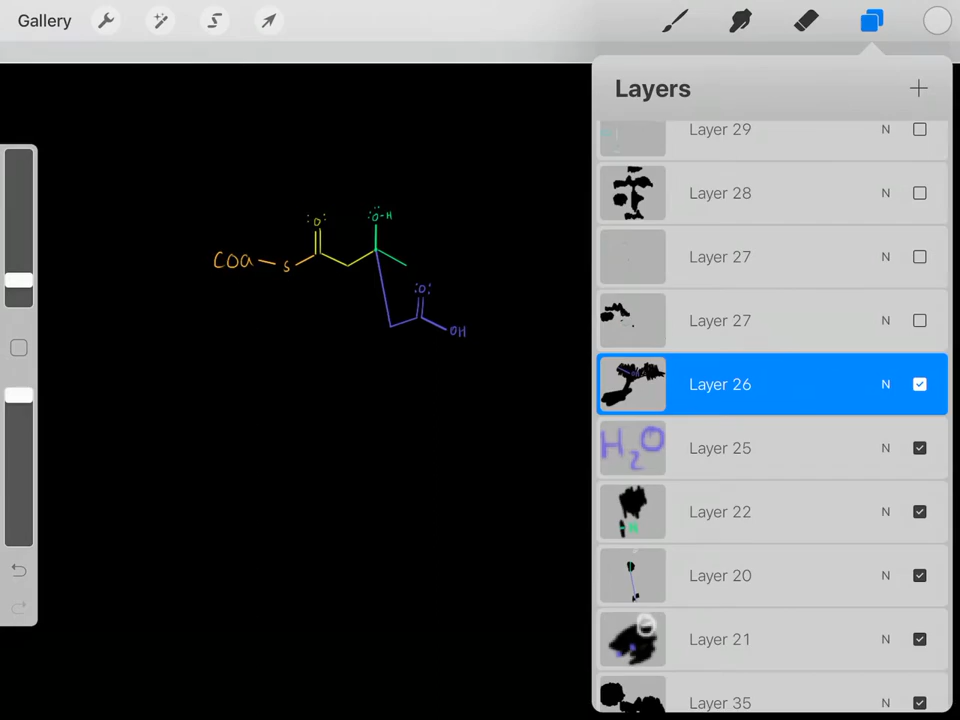 Gallery
Layers
Layer 29 N
Layer 28 N
Layer 27 N
Layer 27 N
Layer 26 N
Layer 25 N
Layer 22 N
Layer 20 N
Layer 21 N
Layer 35 N
H2O
-H
:O:
:O-H
COa S
:O:
OH